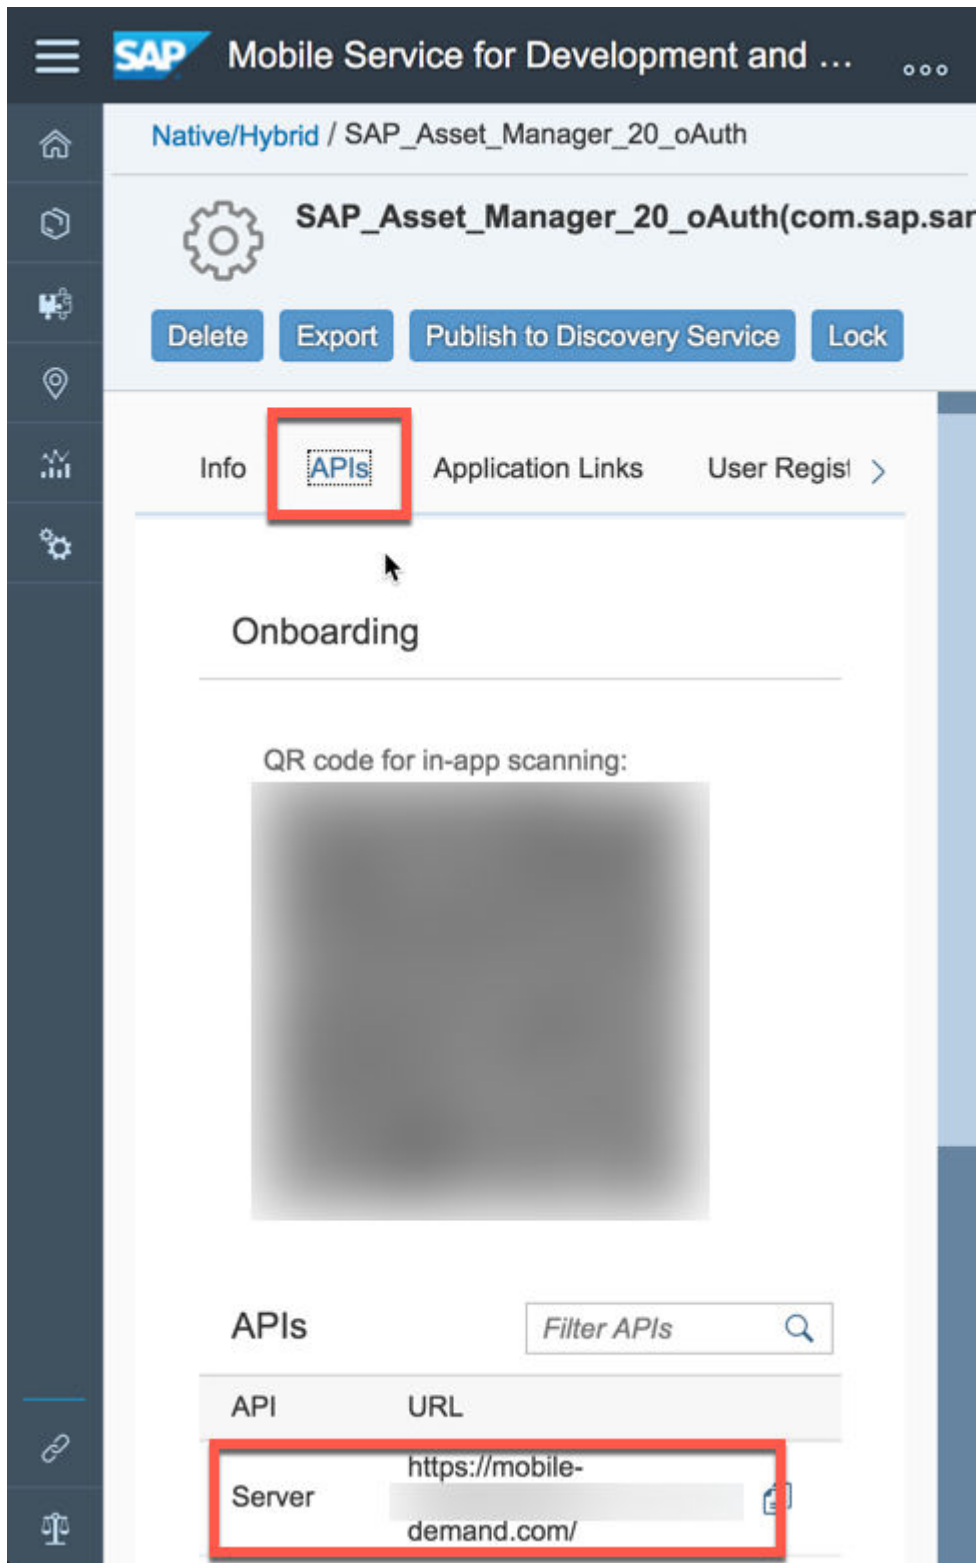 SAP Mobile Service for Development and ...
Native/Hybrid / SAP_Asset_Manager_20_oAuth
SAP_Asset_Manager_20_oAuth(com.sap.sar
Delete Export Publish to Discovery Service Lock
Info APIs Application Links User Regist
Onboarding
QR code for in-app scanning:
APIs Filter APIs
API URL
https://mobile-
Server
demand.com/